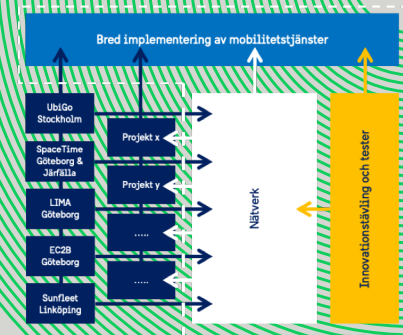 Bred implementering av mobilitetstjänster
UbiGo
Stockholm
SpaceTime
Göteborg &
Järfälla
LIMA
Göteborg
EC2B
Göteborg
Sunfleet
Linköping
Projekt x
Projekt y
.....
.....
Nätverk
Innovationstävling och tester